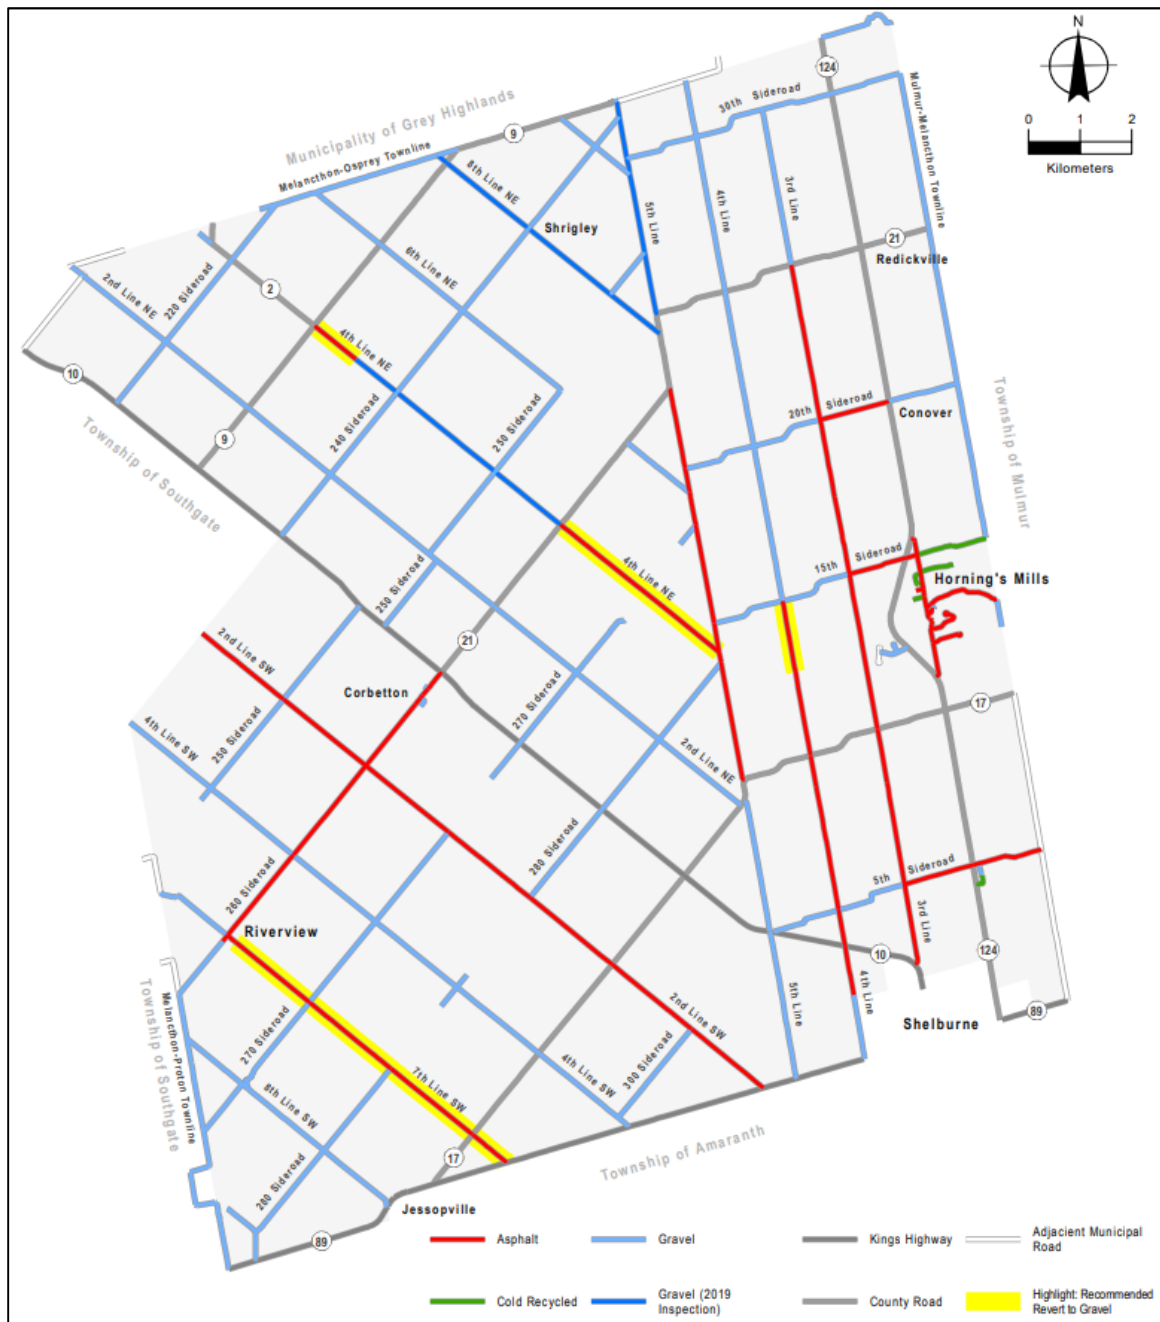 N
0 1 2
Kilometers
124
30th Sideroad
Mulmur-Melancthon Townline
Municipality of Grey Highlands
9
Melancthon-Osprey Townline
8th Line NE
Shrigley
5th Line
4th Line
3rd Line
21
Redickville
6th Line NE
220 Sideroad
2nd Line NE
2
4th Line NE
10
Township of Southgate
9
240 Sideroad
250 Sideroad
20th Sideroad
Conover
Township of Mulmur
15th Sideroad
Horning's Mills
4th Line NE
250 Sideroad
21
2nd Line SW
Corbetton
270 Sideroad
17
4th Line SW
250 Sideroad
2nd Line NE
280 Sideroad
5th Sideroad
260 Sideroad
Riverview
3rd Line
10
124
Melancthon-Proton Townline
Township of Southgate
270 Sideroad
2nd Line SW
5th Line
4th Line
89
Shelburne
300 Sideroad
4th Line SW
7th Line SW
8th Line SW
280 Sideroad
17
Township of Amaranth
Jessopville
89
Asphalt
Gravel
Kings Highway
Adjacient Municipal
Road
Cold Recycled
Gravel (2019
Inspection)
County Road
Highlight: Recommended
Revert to Gravel